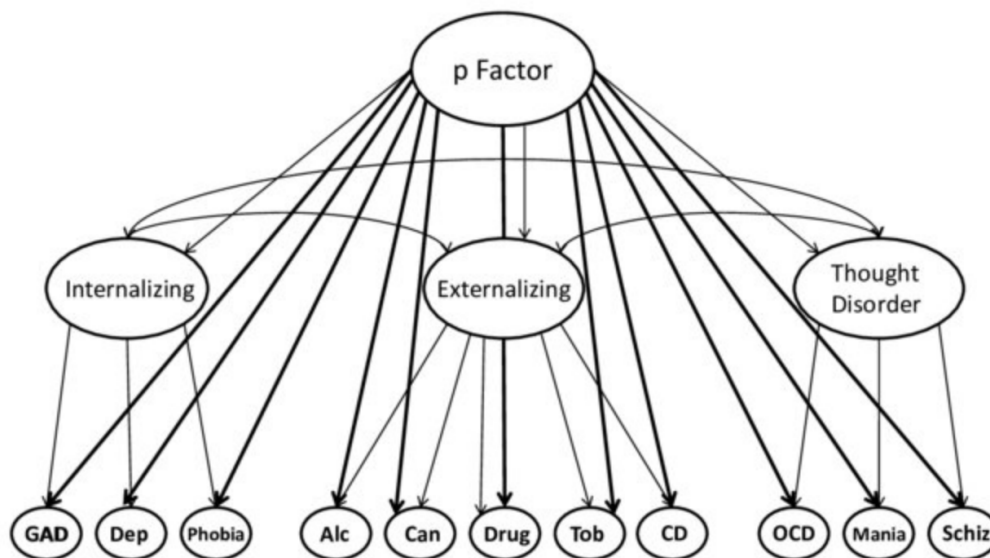 p Factor
Internalizing
Externalizing
Thought
Disorder
GAD
Dep
Phobia
Alc
Can
Drug
Tob
CD
OCD
Mania
Schiz